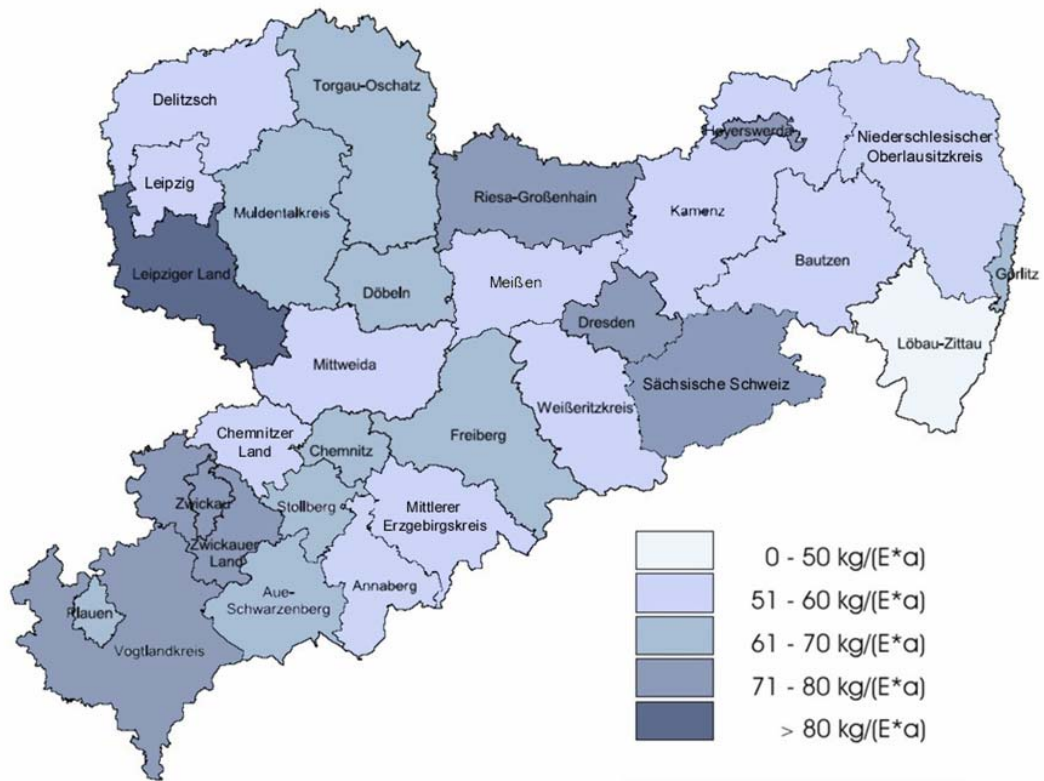 Torgau-Oschatz
Delitzsch
Hoyerswerda
Niederschlesischer
Oberlausitzkreis
Leipzig
Riesa-Großenhain
Kamenz
Muldentalkreis
Bautzen
Leipziger Land
Görlitz
Meißen
Döbeln
Dresden
Löbau-Zittau
Mittweida
Sächsische Schweiz
Weißeritzkreis
Chemnitzer
Land
Freiberg
Chemnitz
Zwickau
Stollberg
Mittlerer
Erzgebirgskreis
Zwickauer
Land
Annaberg
Aue-
Schwarzenberg
Plauen
Vogtlandkreis
0 - 50 kg/(E*a)
51 - 60 kg/(E*a)
61 - 70 kg/(E*a)
71 - 80 kg/(E*a)
> 80 kg/(E*a)